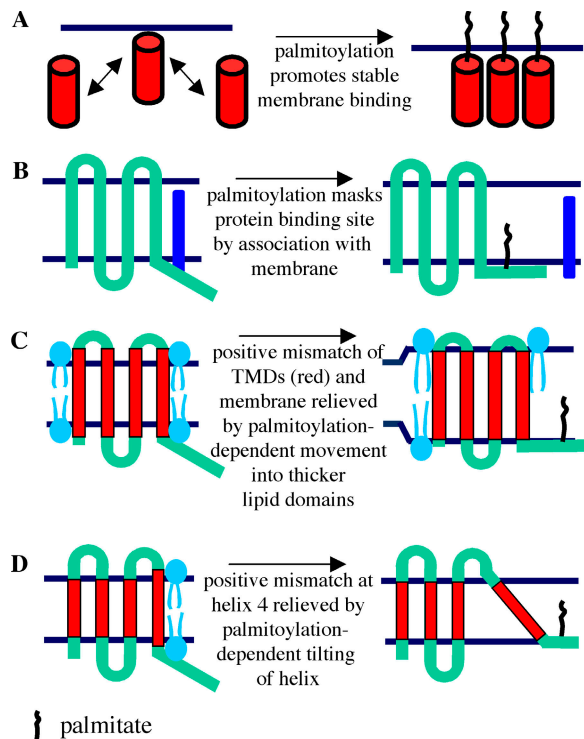 A
palmitoylation
promotes stable
membrane binding
B
palmitoylation masks
protein binding site
by association with
membrane
C
positive mismatch of
TMDs (red) and
membrane relieved
by palmitoylation-
dependent movement
into thicker
lipid domains
D
positive mismatch at
helix 4 relieved by
palmitoylation-
dependent tilting
of helix
palmitate